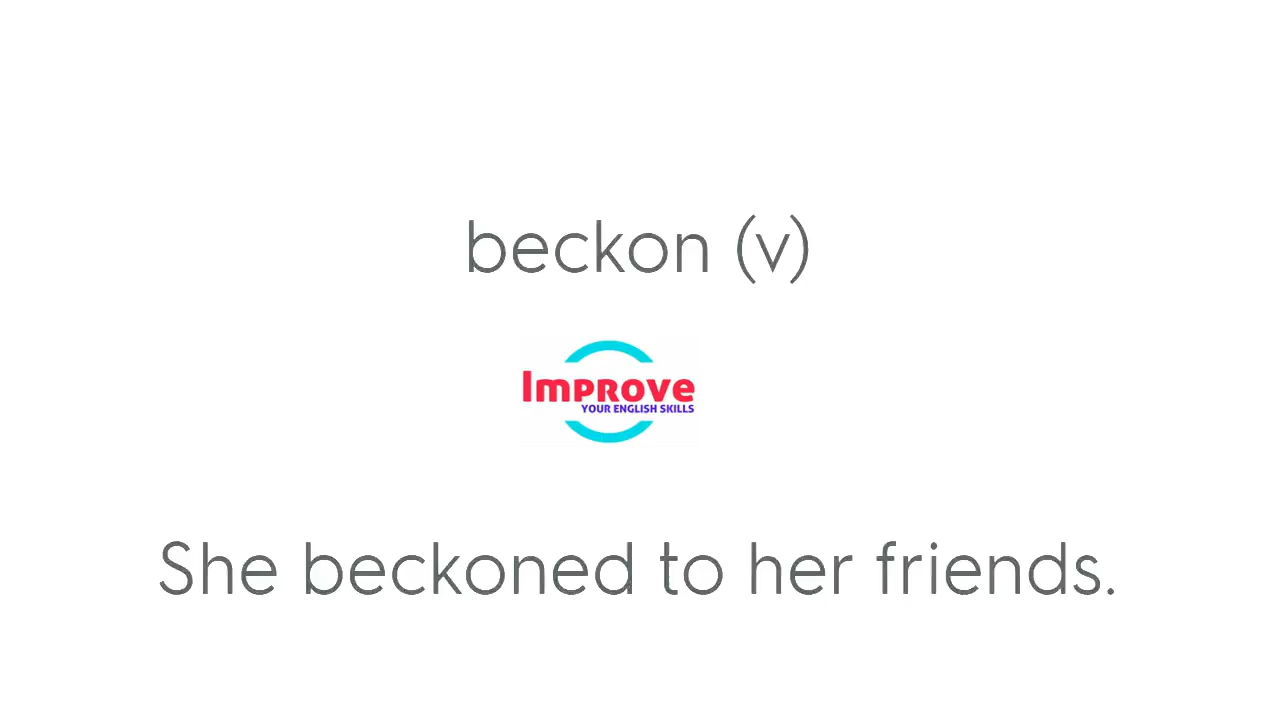 beckon (v)
Improve
YOUR ENGLISH SKILLS
She beckoned to her friends.